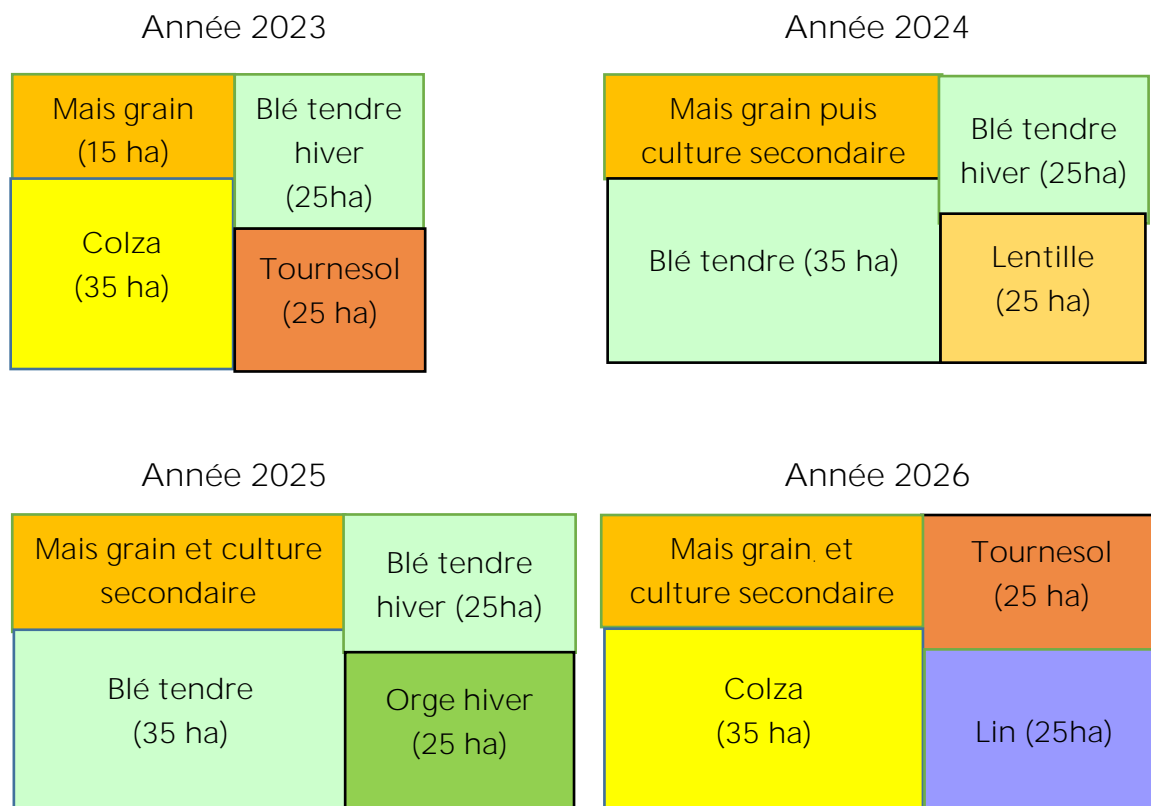 Année 2023
Mais grain
(15 ha)
Blé tendre
hiver
(25ha)
Colza
(35 ha)
Tournesol
(25 ha)
Année 2024
Mais grain puis
culture secondaire
Blé tendre
hiver (25ha)
Blé tendre (35 ha)
Lentille
(25 ha)
Année 2025
Mais grain et culture
secondaire
Blé tendre
hiver (25ha)
Blé tendre
(35 ha)
Orge hiver
(25 ha)
Année 2026
Mais grain, et
culture secondaire
Tournesol
(25 ha)
Colza
(35 ha)
Lin (25ha)